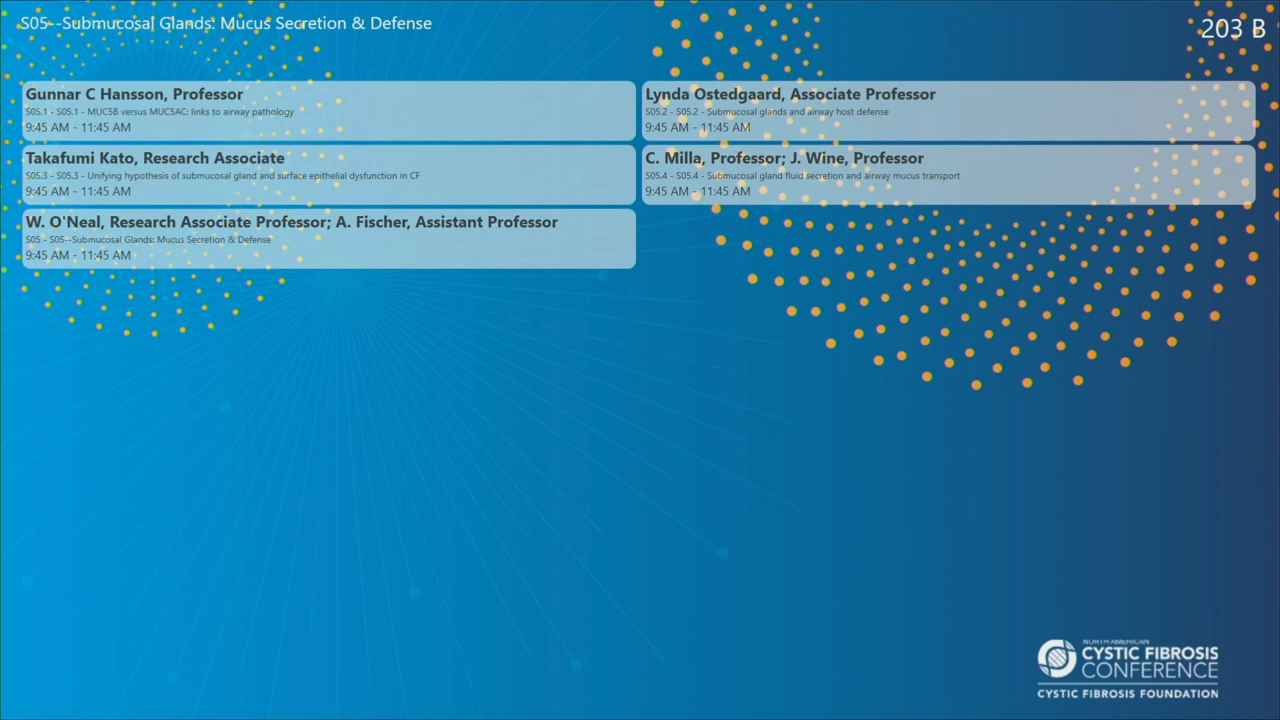 S05--Submucosal Glands: Mucus Secretion & Defense
203 B
Gunnar C Hansson, Professor
S05.1 - S05.1 - MUC5B versus MUC5AC: links to airway pathology
9:45 AM - 11:45 AM
Lynda Ostedgaard, Associate Professor
S05.2 - S05.2 - Submucosal glands and airway host defense
9:45 AM - 11:45 AM
Takafumi Kato, Research Associate
S05.3 - S05.3 - Unifying hypothesis of submucosal gland and surface epithelial dysfunction in CF
9:45 AM - 11:45 AM
C. Milla, Professor; J. Wine, Professor
S05.4 - S05.4 - Submucosal gland fluid secretion and airway mucus transport
9:45 AM - 11:45 AM
W. O'Neal, Research Associate Professor; A. Fischer, Assistant Professor
S05 - S05--Submucosal Glands: Mucus Secretion & Defense
9:45 AM - 11:45 AM
NORTH AMERICAN
CYSTIC FIBROSIS
CONFERENCE
CYSTIC FIBROSIS FOUNDATION